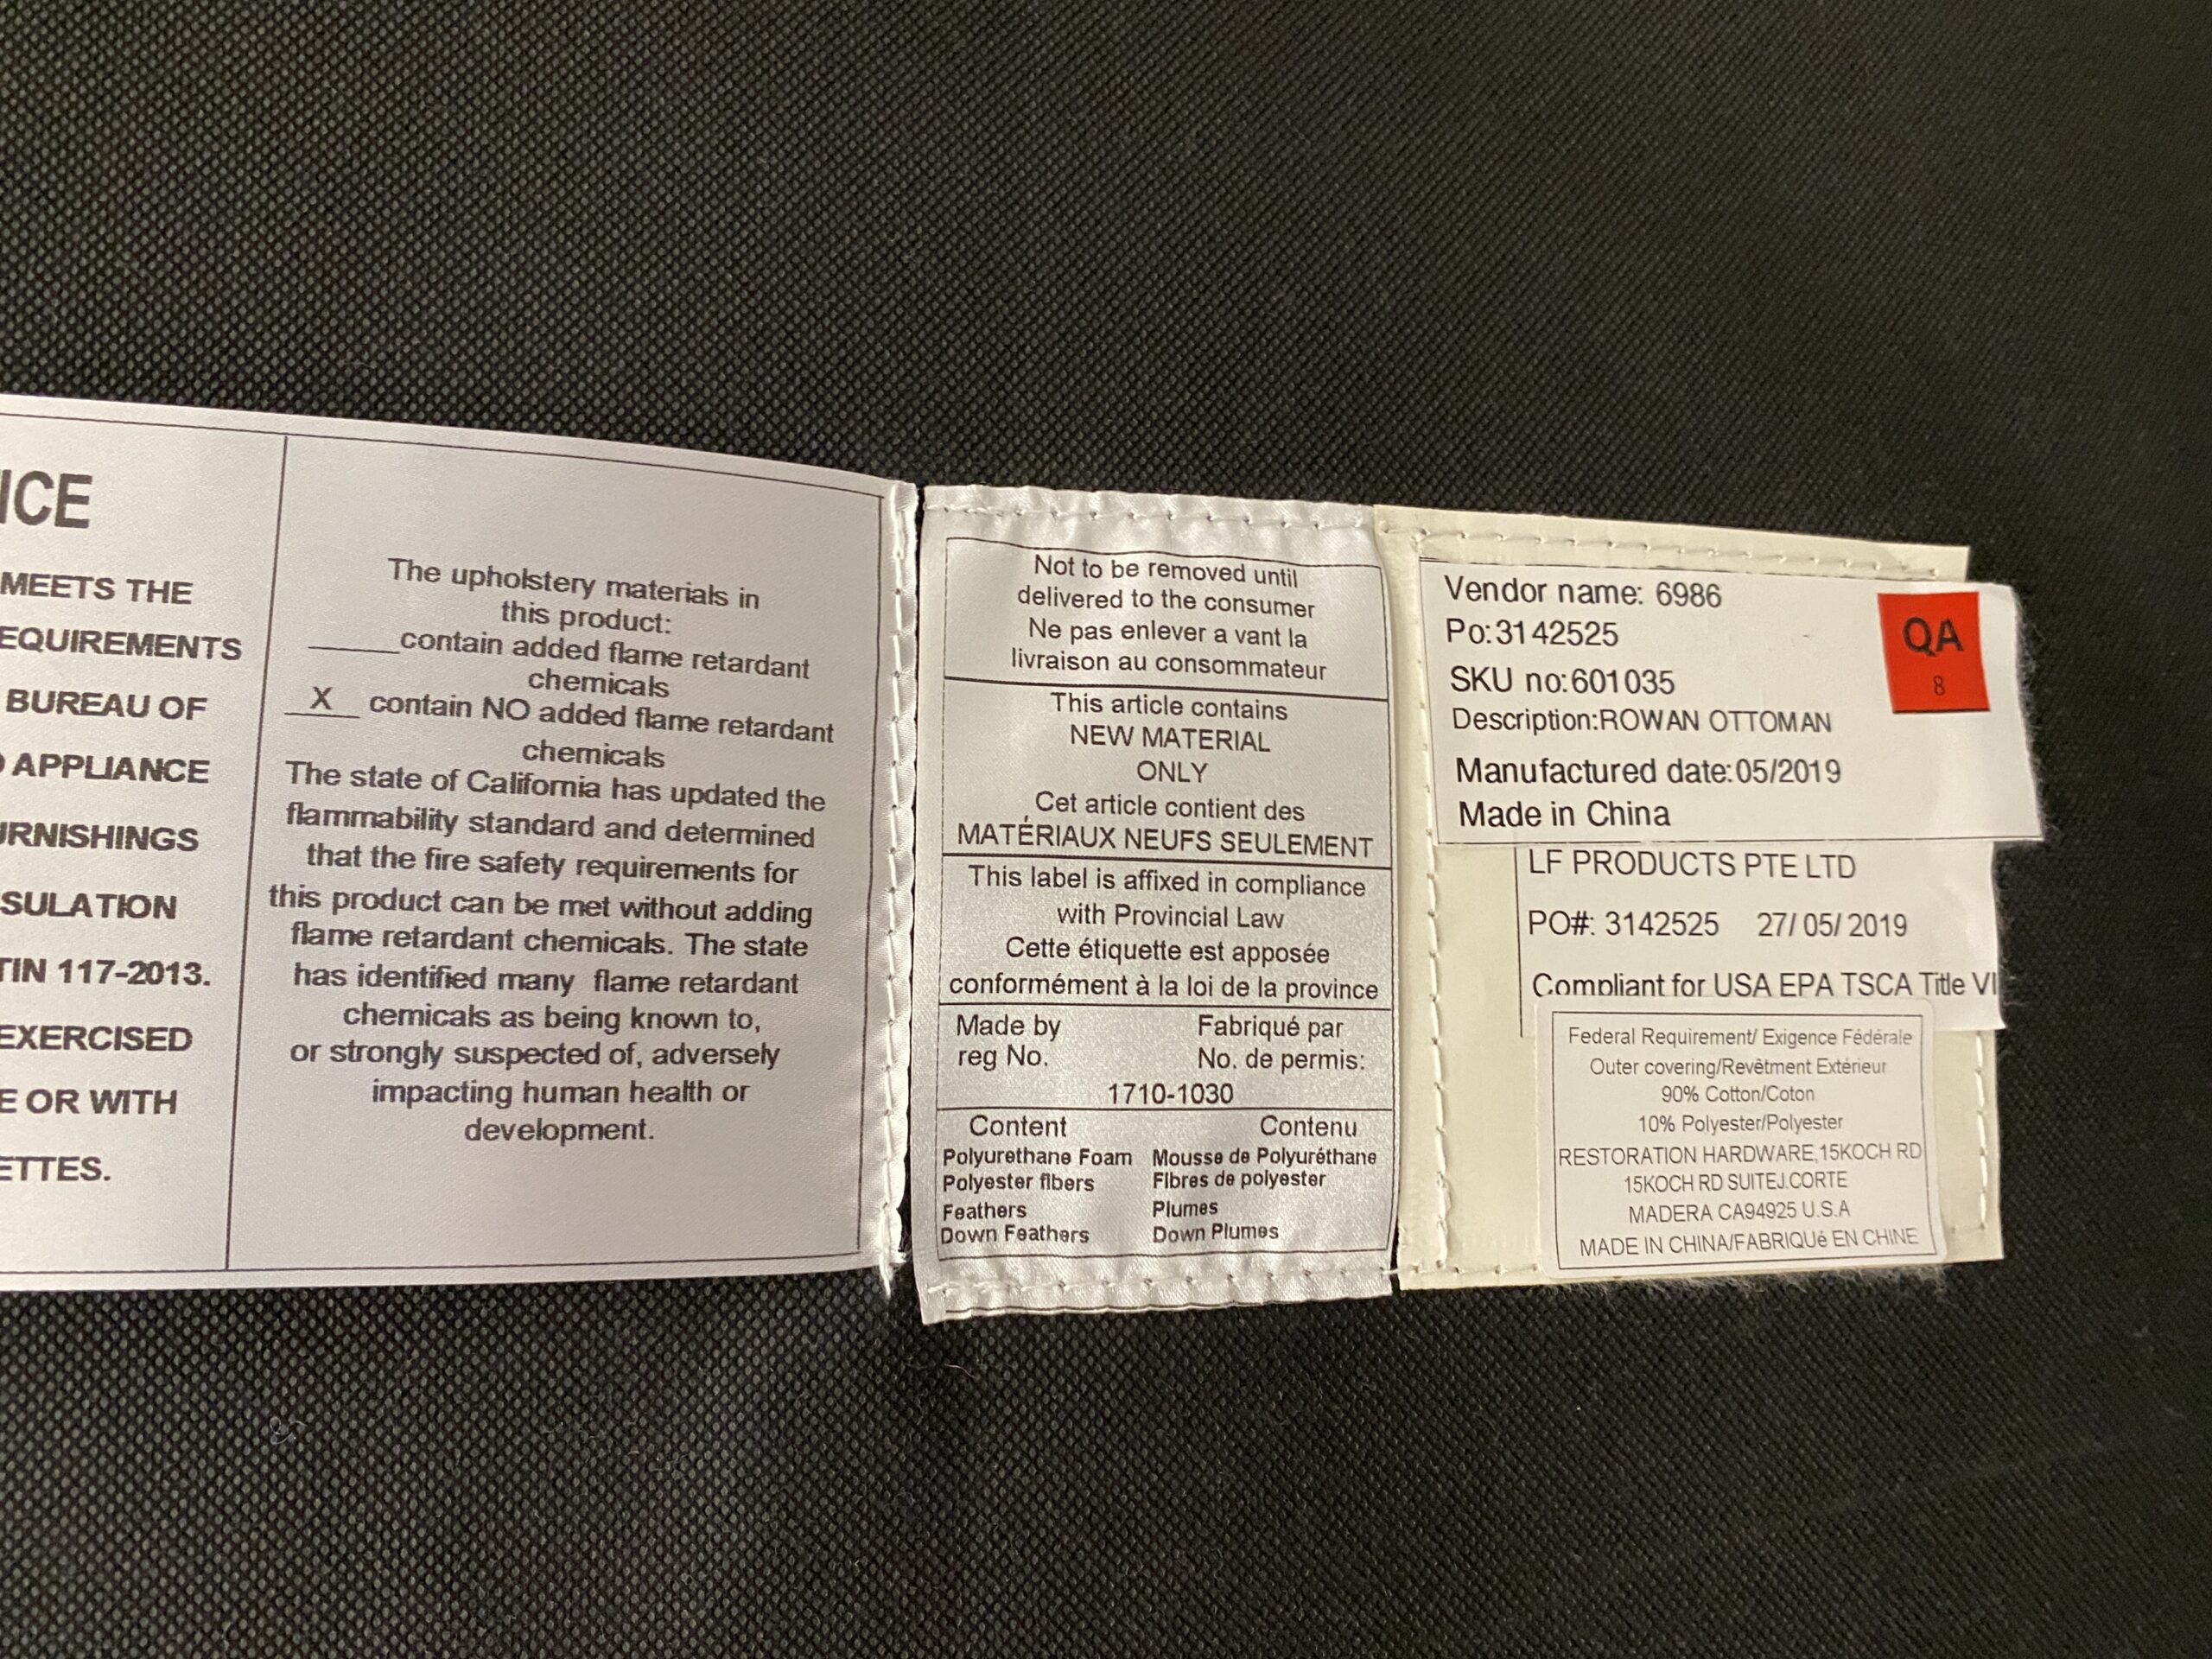 ICE
MEETS THE
EQUIREMENTS
BUREAU OF
APPLIANCE
URNISHINGS
SULATION
TIN 117-2013.
EXERCISED
E OR WITH
ETTES.
The upholstery materials in
this product:
______contain added flame retardant
chemicals
__X__ contain NO added flame retardant
chemicals
The state of California has updated the
flammability standard and determined
that the fire safety requirements for
this product can be met without adding
flame retardant chemicals. The state
has identified many flame retardant
chemicals as being known to,
or strongly suspected of, adversely
impacting human health or
development.
Not to be removed until
delivered to the consumer
Ne pas enlever a vant la
livraison au consommateur
This article contains
NEW MATERIAL
ONLY
Cet article contient des
MATÉRIAUX NEUFS SEULEMENT
This label is affixed in compliance
with Provincial Law
Cette étiquette est apposée
conformément à la loi de la province
Made by Fabriqué par
reg No. No. de permis:
1710-1030
Content Contenu
Polyurethane Foam Mousse de Polyuréthane
Polyester fibers Fibres de polyester
Feathers Plumes
Down Feathers Down Plumes
Vendor name: 6986
Po:3142525
SKU no:601035
Description:ROWAN OTTOMAN
Manufactured date:05/2019
Made in China
QA
8
LF PRODUCTS PTE LTD
PO#: 3142525 27/05/2019
Compliant for USA EPA TSCA Title VI
Federal Requirement/ Exigence Fédérale
Outer covering/Revêtment Extérieur
90% Cotton/Coton
10% Polyester/Polyester
RESTORATION HARDWARE,15KOCH RD
15KOCH RD SUITEJ.CORTE
MADERA CA94925 U.S.A
MADE IN CHINA/FABRIQUé EN CHINE